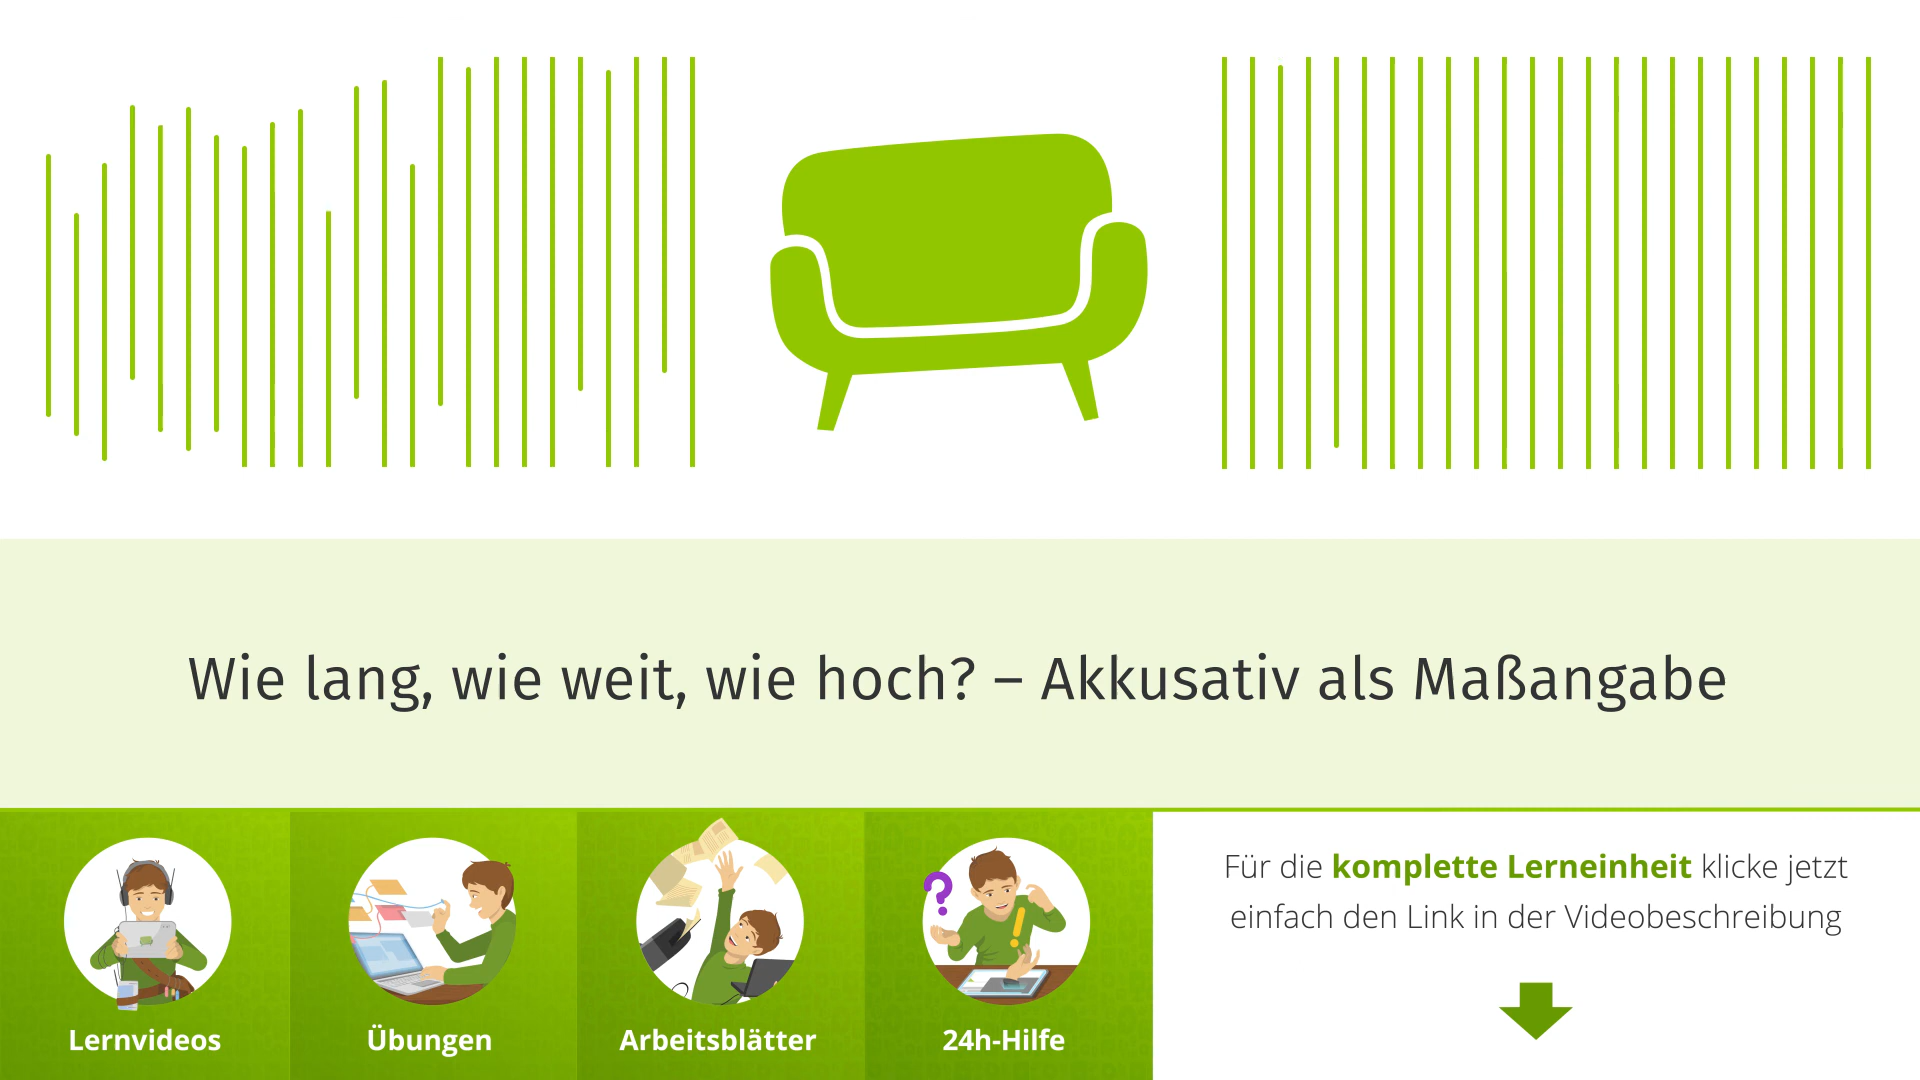 Wie lang, wie weit, wie hoch? – Akkusativ als Maßangabe
Für die komplette Lerneinheit klicke jetzt
einfach den Link in der Videobeschreibung
Lernvideos
Übungen
Arbeitsblätter
24h-Hilfe